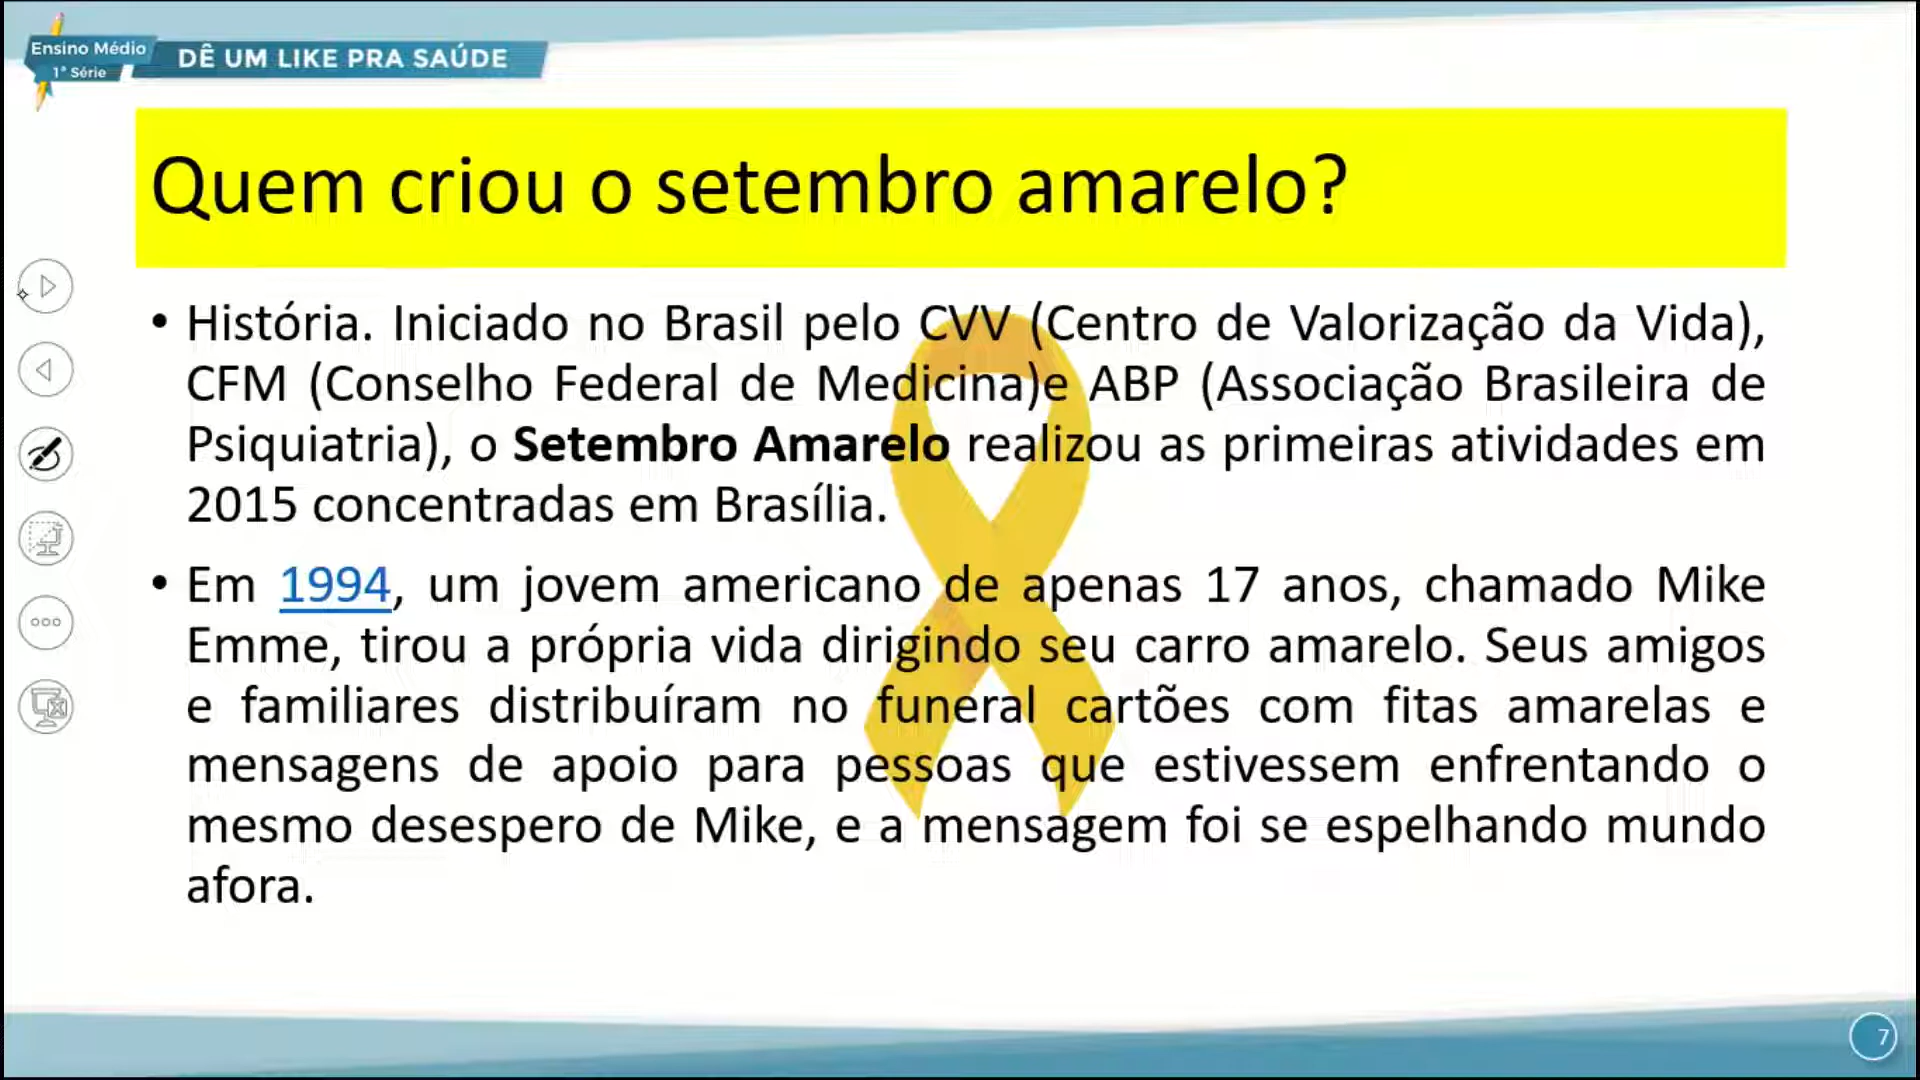 Ensino Médio
1ª Série
DÊ UM LIKE PRA SAÚDE
Quem criou o setembro amarelo?
• História. Iniciado no Brasil pelo CVV (Centro de Valorização da Vida),
CFM (Conselho Federal de Medicina)e ABP (Associação Brasileira de
Psiquiatria), o Setembro Amarelo realizou as primeiras atividades em
2015 concentradas em Brasília.
• Em 1994, um jovem americano de apenas 17 anos, chamado Mike
Emme, tirou a própria vida dirigindo seu carro amarelo. Seus amigos
e familiares distribuíram no funeral cartões com fitas amarelas e
mensagens de apoio para pessoas que estivessem enfrentando o
mesmo desespero de Mike, e a mensagem foi se espelhando mundo
afora.
7